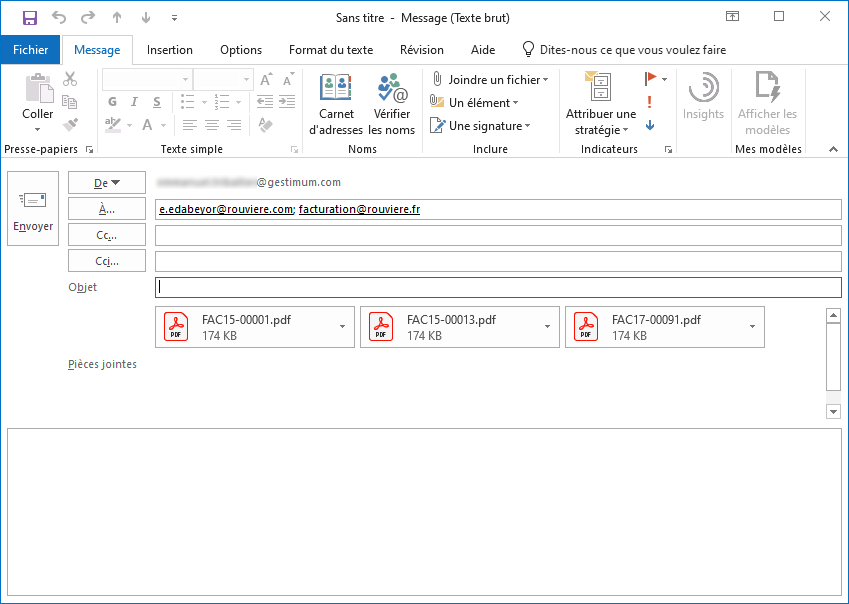 Sans titre - Message (Texte brut)
Fichier Message Insertion Options Format du texte Révision Aide Dites-nous ce que vous voulez faire
Coller
Presse-papiers
G I S
ab A
A A
Texte simple
Carnet d'adresses
Vérifier les noms
Noms
Joindre un fichier
Un élément
Une signature
Inclure
Attribuer une stratégie
Indicateurs
Insights
Afficher les modèles
Mes modèles
Envoyer
De @gestimum.com
À... e.edabeyor@rouviere.com; facturation@rouviere.fr
Cc...
Cci...
Objet
Pièces jointes
PDF FAC15-00001.pdf 174 KB
PDF FAC15-00013.pdf 174 KB
PDF FAC17-00091.pdf 174 KB